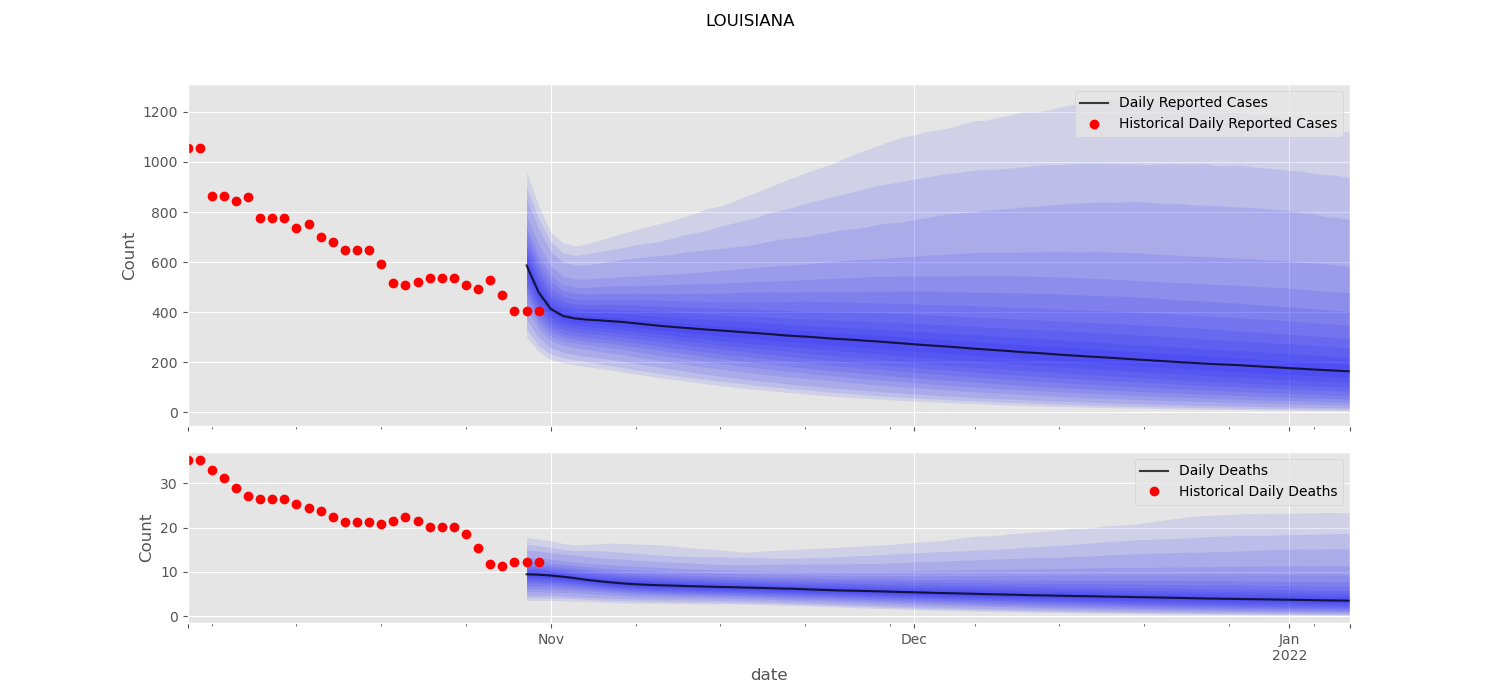 LOUISIANA
1200
1000
800
600
400
200
0
Count
Daily Reported Cases
Historical Daily Reported Cases
30
20
10
0
Count
Daily Deaths
Historical Daily Deaths
Nov
Dec
Jan
2022
date